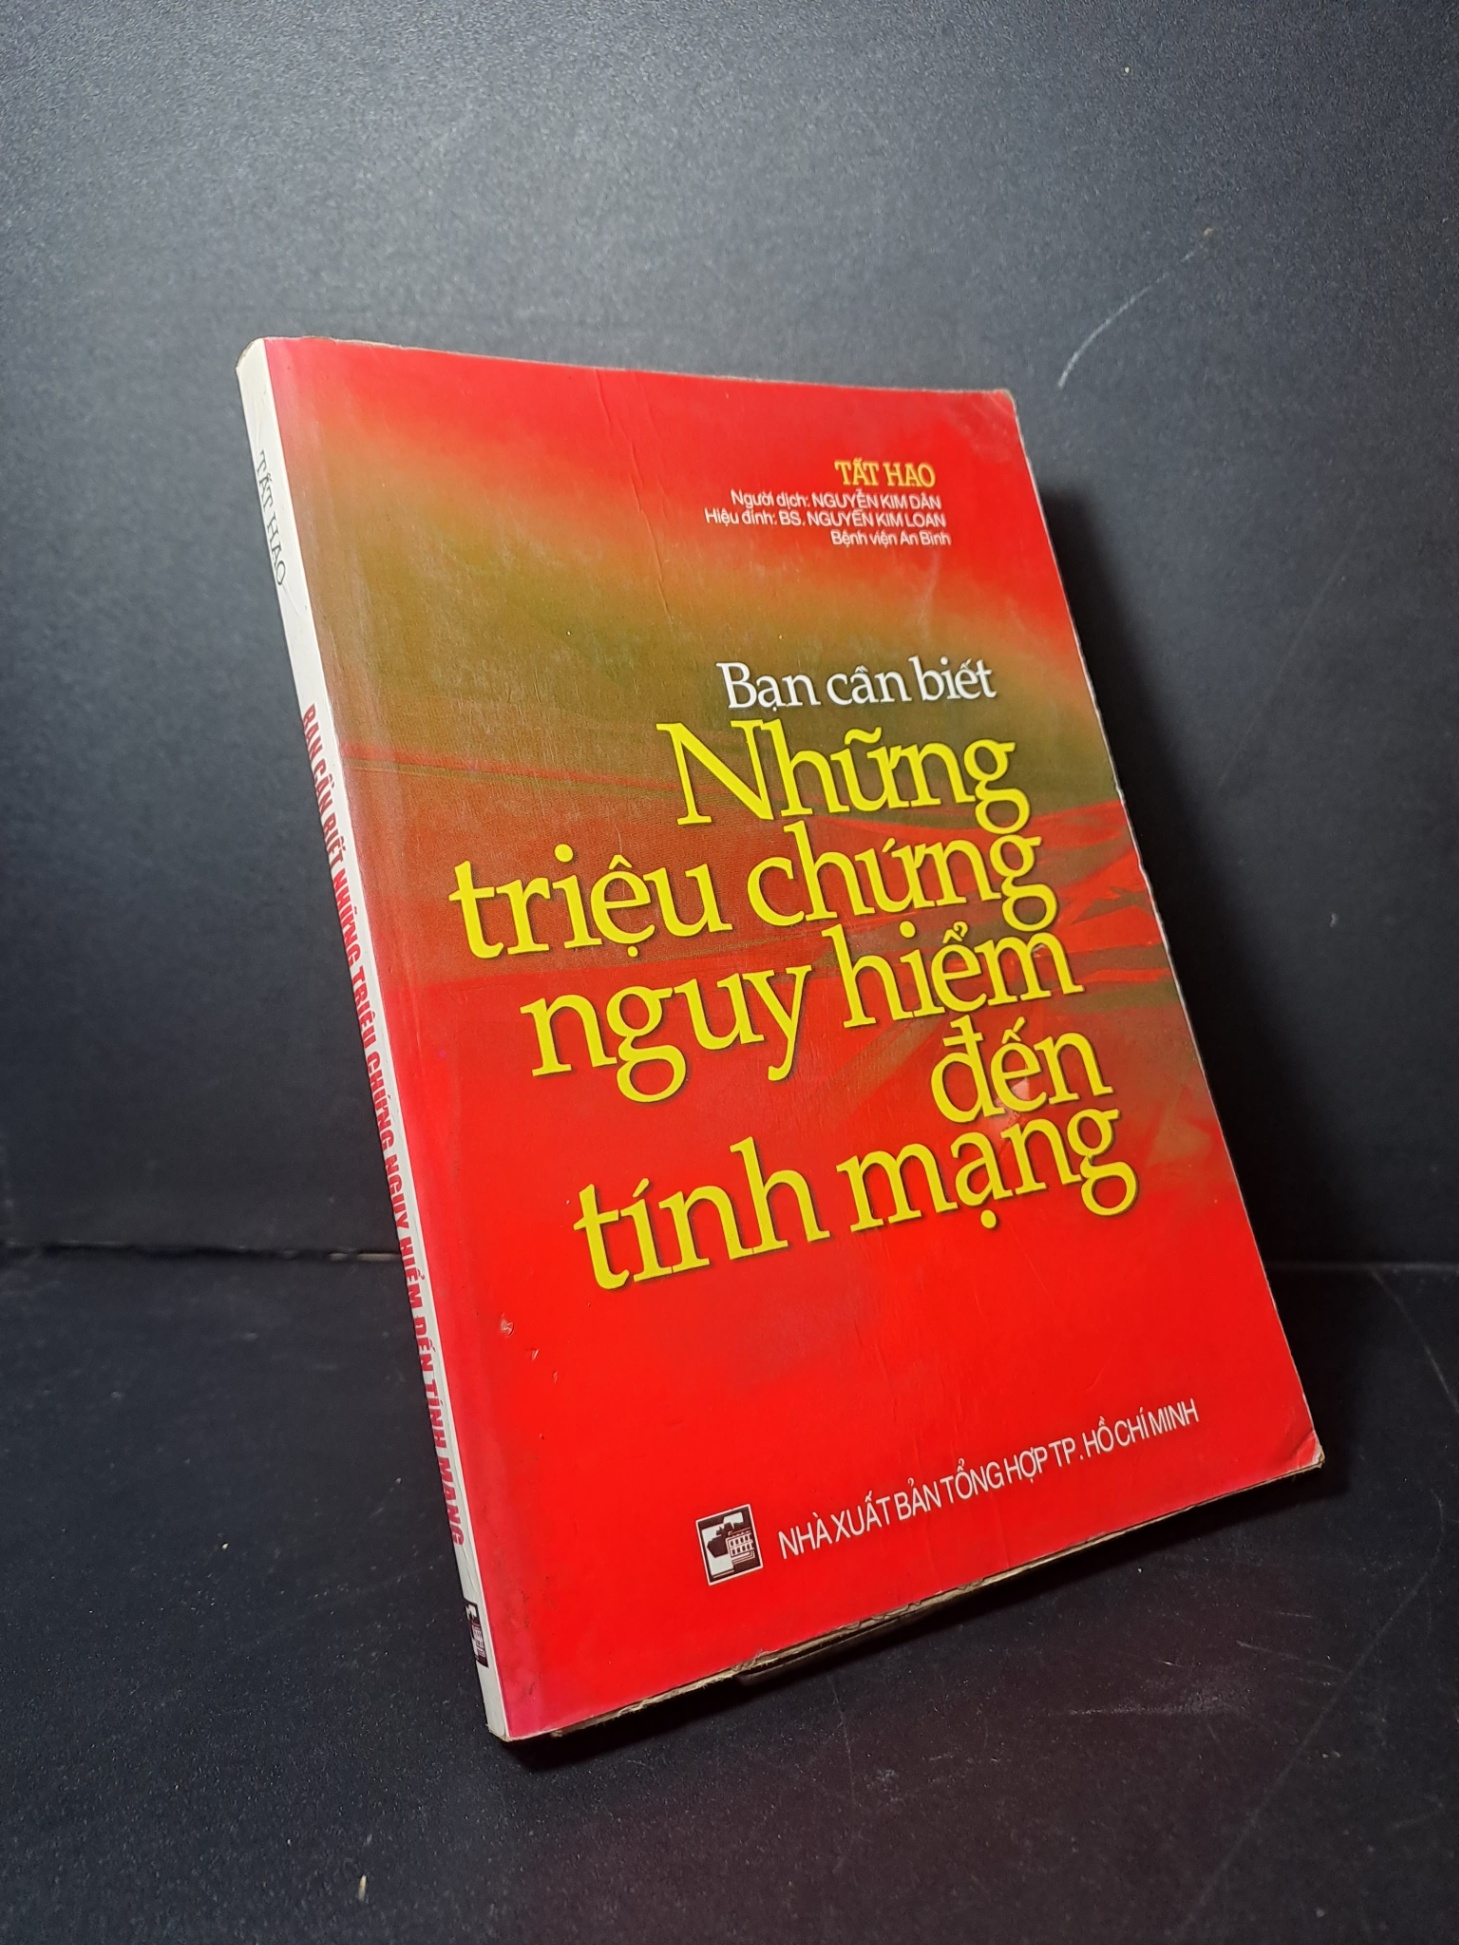 TẤT HAO
Người dịch: NGUYỄN KIM DÂN
Hiệu đính: BS. NGUYỄN KIM LOAN
Bệnh viện An Bình
Bạn cần biết
Những
triệu chứng
nguy hiểm
đến
tính mạng
NHÀ XUẤT BẢN TỔNG HỢP TP. HỒ CHÍ MINH
TẤT HAO
BẠN CẦN BIẾT NHỮNG TRIỆU CHỨNG NGUY HIỂM ĐẾN TÍNH MẠNG